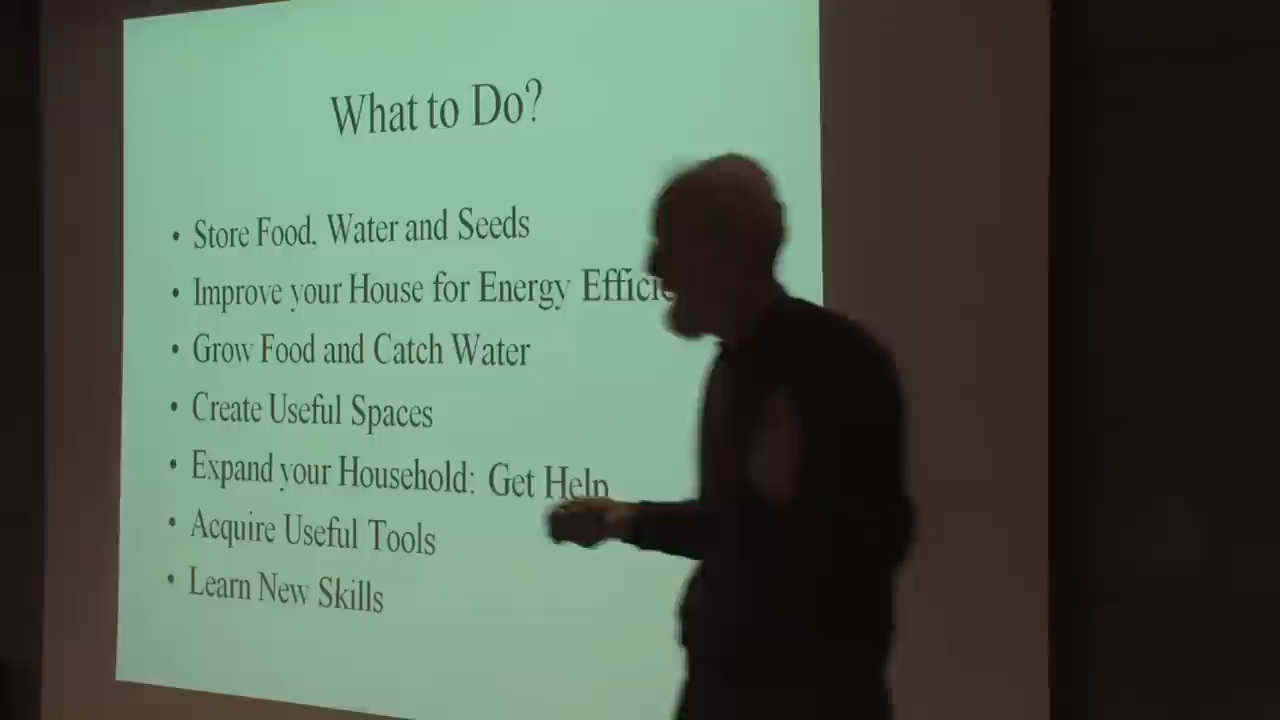 What to Do?
• Store Food, Water and Seeds
• Improve your House for Energy
• Grow Food and Catch Water
• Create Useful Spaces
• Expand your Household: Get Help
• Acquire Useful Tools
• Learn New Skills